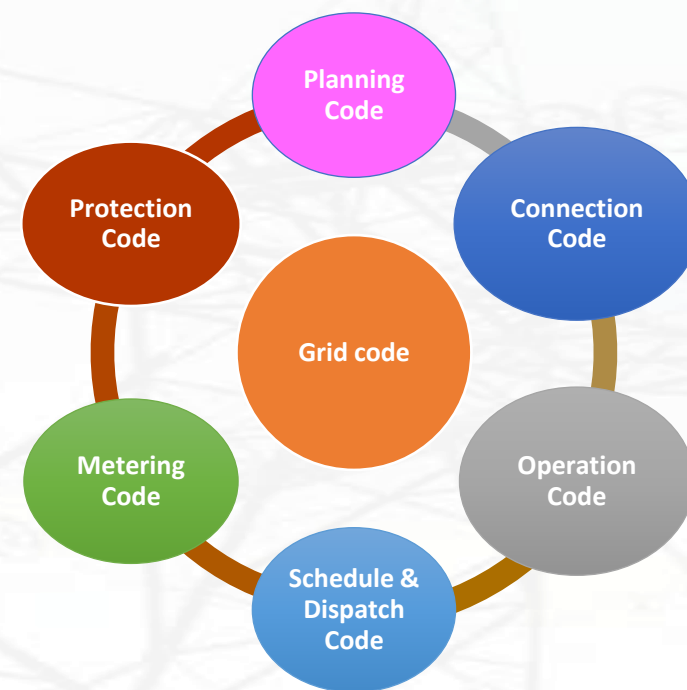 Planning
Code
Connection
Code
Operation
Code
Schedule &
Dispatch
Code
Metering
Code
Protection
Code
Grid code